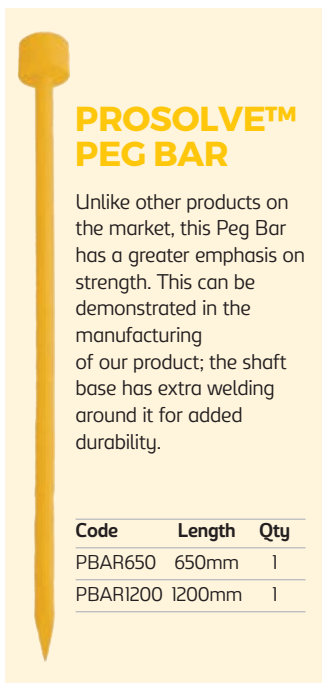 PROSOLVE™
PEG BAR
Unlike other products on
the market, this Peg Bar
has a greater emphasis on
strength. This can be
demonstrated in the
manufacturing
of our product; the shaft
base has extra welding
around it for added
durability.
Code Length Qty
PBAR650 650mm 1
PBAR1200 1200mm 1